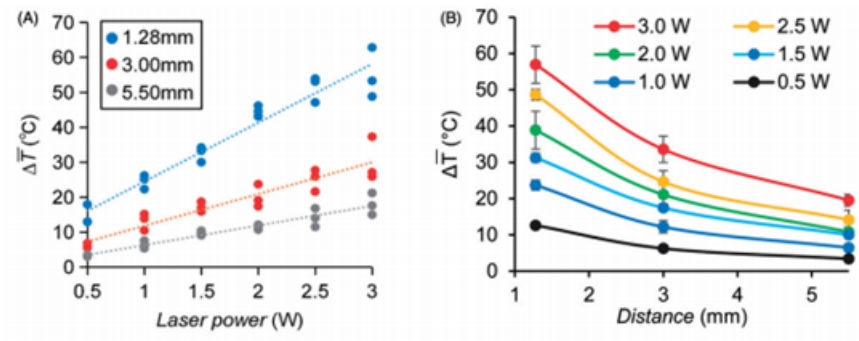 (A)
70
60
50
40
30
20
10
0
ΔT̿ (°C)
1.28mm
3.00mm
5.50mm
0.5 1 1.5 2 2.5 3
Laser power (W)
(B)
70
60
50
40
30
20
10
0
ΔT̿ (°C)
3.0 W 2.5 W
2.0 W 1.5 W
1.0 W 0.5 W
1 2 3 4 5
Distance (mm)